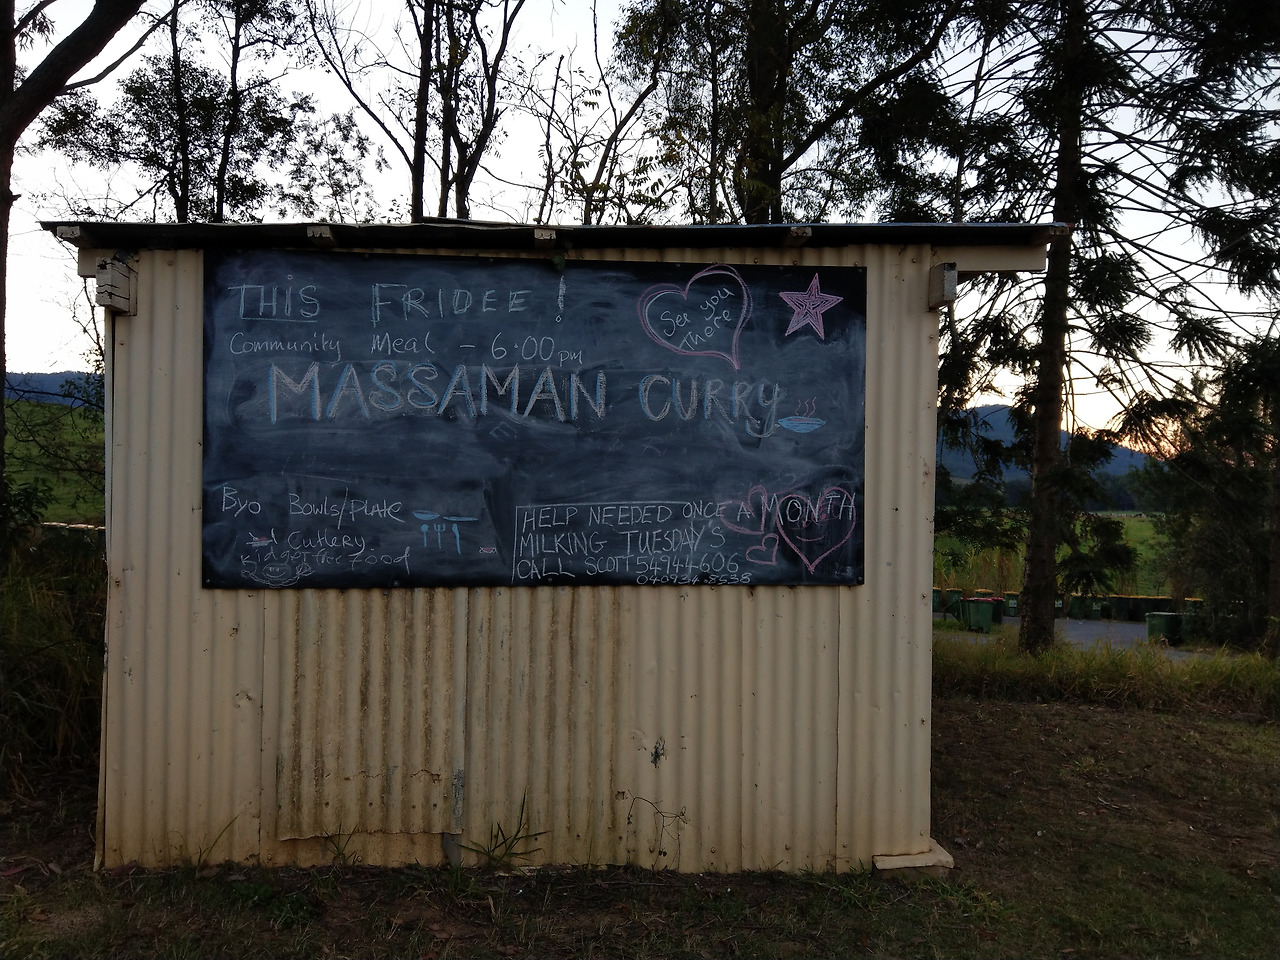 THIS FRIDEE!
See you
There
Community Meal - 6:00pm
MASSAMAN CURRY
Byo Bowls/Plate
& Cutlery.
Kid get free food
HELP NEEDED ONCE A MONTH
MILKING TUESDAY'S
CALL SCOTT 54944606